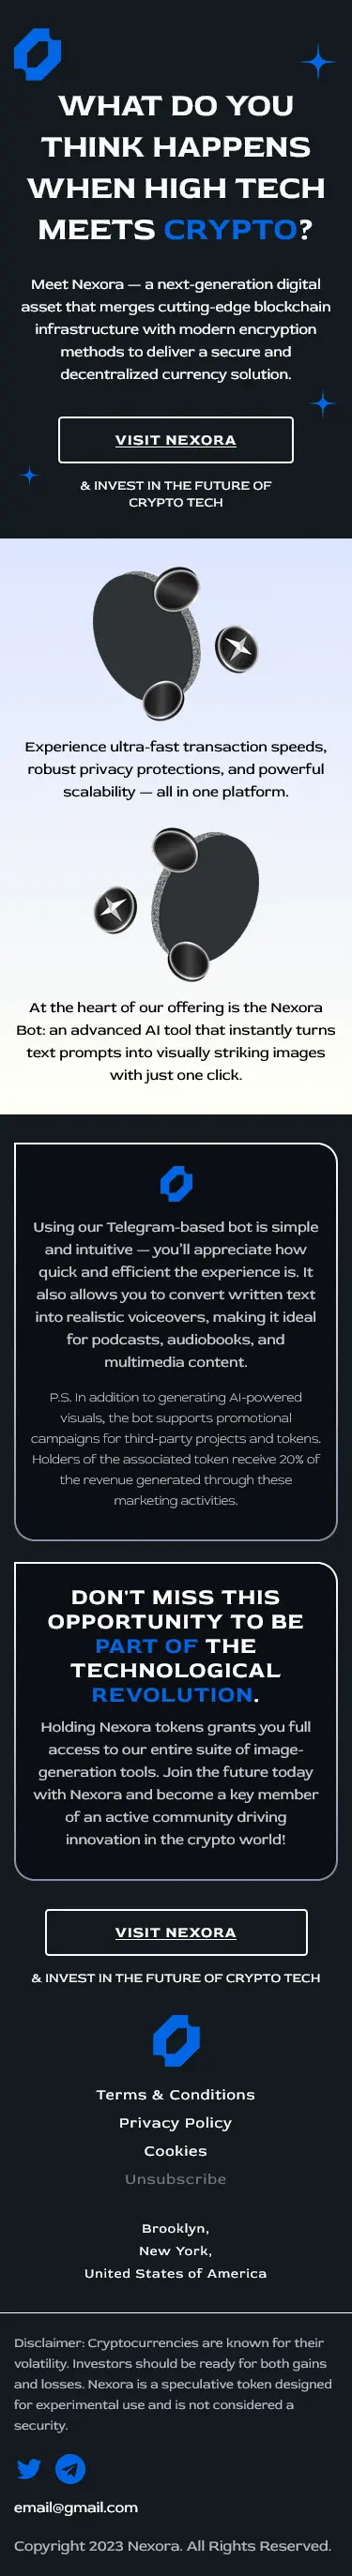 WHAT DO YOU
THINK HAPPENS
WHEN HIGH TECH
MEETS CRYPTO?
Meet Nexora — a next-generation digital
asset that merges cutting-edge blockchain
infrastructure with modern encryption
methods to deliver a secure and
decentralized currency solution.
VISIT NEXORA
& INVEST IN THE FUTURE OF
CRYPTO TECH
Experience ultra-fast transaction speeds,
robust privacy protections, and powerful
scalability — all in one platform.
At the heart of our offering is the Nexora
Bot: an advanced AI tool that instantly turns
text prompts into visually striking images
with just one click.
Using our Telegram-based bot is simple
and intuitive — you’ll appreciate how
quick and efficient the experience is. It
also allows you to convert written text
into realistic voiceovers, making it ideal
for podcasts, audiobooks, and
multimedia content.
P.S. In addition to generating AI-powered
visuals, the bot supports promotional
campaigns for third-party projects and tokens.
Holders of the associated token receive 20% of
the revenue generated through these
marketing activities.
DON'T MISS THIS
OPPORTUNITY TO BE
PART OF THE
TECHNOLOGICAL
REVOLUTION.
Holding Nexora tokens grants you full
access to our entire suite of image-
generation tools. Join the future today
with Nexora and become a key member
of an active community driving
innovation in the crypto world!
VISIT NEXORA
& INVEST IN THE FUTURE OF CRYPTO TECH
Terms & Conditions
Privacy Policy
Cookies
Unsubscribe
Brooklyn,
New York,
United States of America
Disclaimer: Cryptocurrencies are known for their
volatility. Investors should be ready for both gains
and losses. Nexora is a speculative token designed
for experimental use and is not considered a
security.
email@gmail.com
Copyright 2023 Nexora. All Rights Reserved.